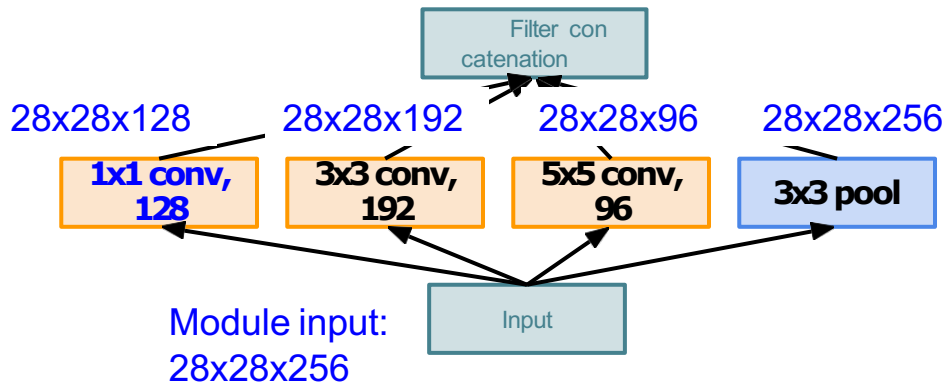 Filter con
catenation
28x28x128 28x28x192 28x28x96 28x28x256
1x1 conv,
128
3x3 conv,
192
5x5 conv,
96
3x3 pool
Input
Module input:
28x28x256